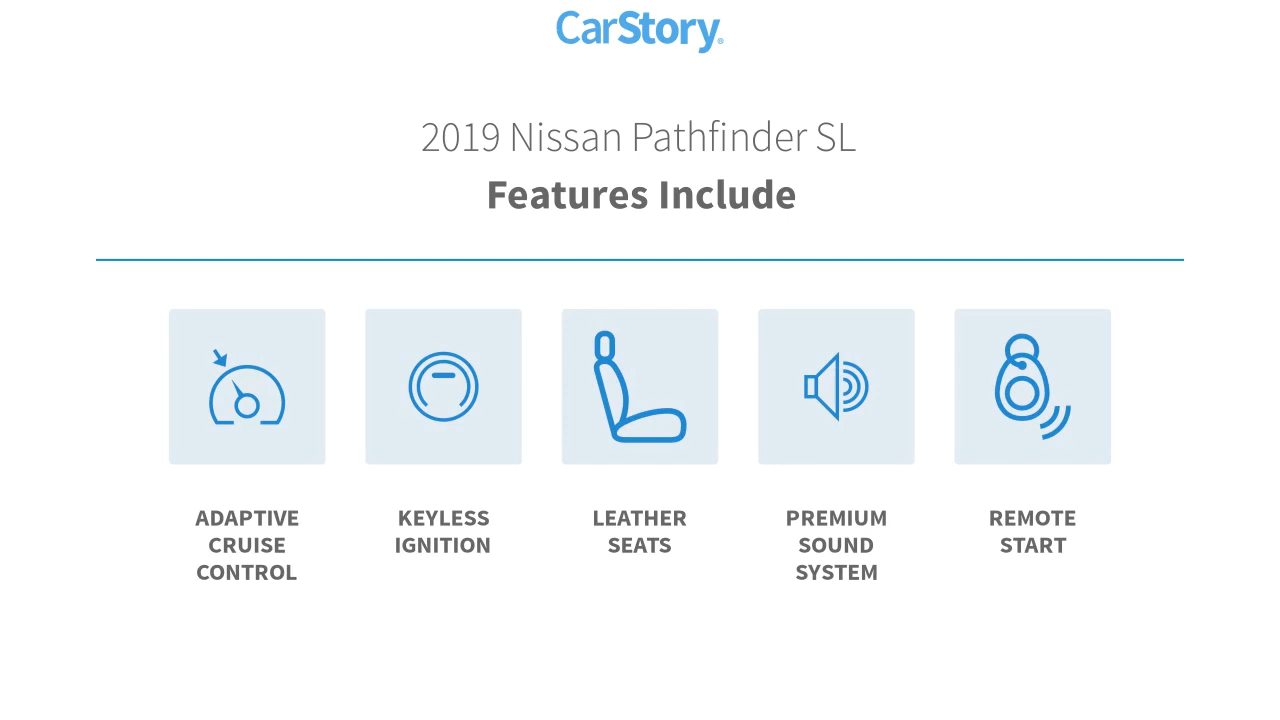 CarStory®
2019 Nissan Pathfinder SL
Features Include
ADAPTIVE
CRUISE
CONTROL
KEYLESS
IGNITION
LEATHER
SEATS
PREMIUM
SOUND
SYSTEM
REMOTE
START